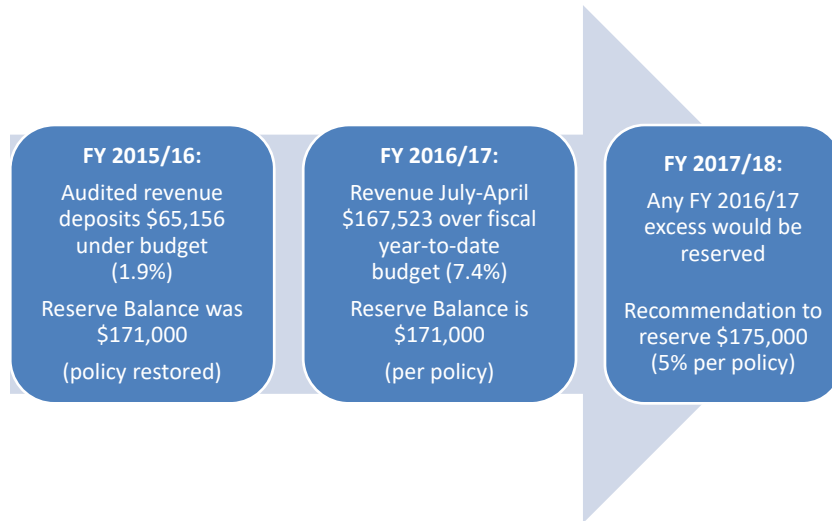 FY 2015/16:
Audited revenue
deposits $65,156
under budget
(1.9%)
Reserve Balance was
$171,000
(policy restored)
FY 2016/17:
Revenue July-April
$167,523 over fiscal
year-to-date
budget (7.4%)
Reserve Balance is
$171,000
(per policy)
FY 2017/18:
Any FY 2016/17
excess would be
reserved
Recommendation to
reserve $175,000
(5% per policy)